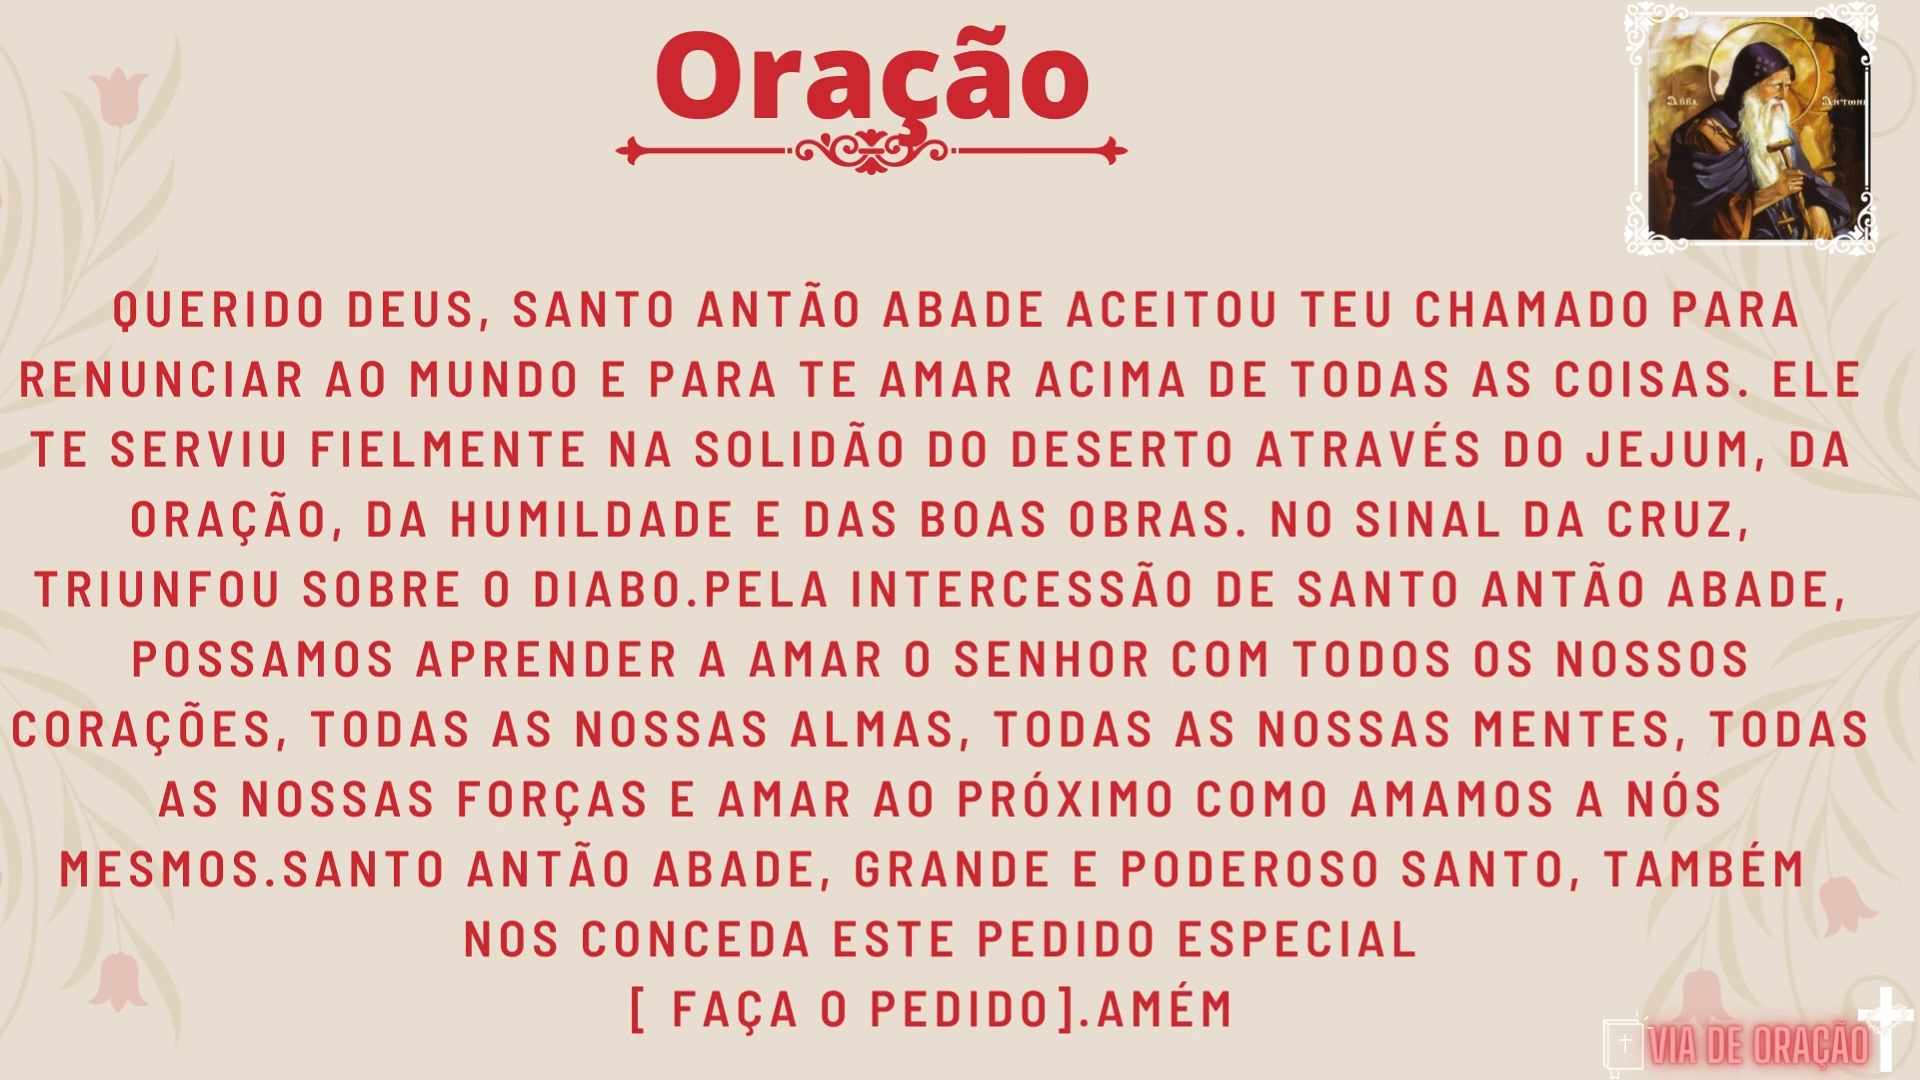 Oração
ABBA
QUERIDO DEUS, SANTO ANTÃO ABADE ACEITOU TEU CHAMADO PARA
RENUNCIAR AO MUNDO E PARA TE AMAR ACIMA DE TODAS AS COISAS. ELE
TE SERVIU FIELMENTE NA SOLIDÃO DO DESERTO ATRAVÉS DO JEJUM, DA
ORAÇÃO, DA HUMILDADE E DAS BOAS OBRAS. NO SINAL DA CRUZ,
TRIUNFOU SOBRE O DIABO.PELA INTERCESSÃO DE SANTO ANTÃO ABADE,
POSSAMOS APRENDER A AMAR O SENHOR COM TODOS OS NOSSOS
CORAÇÕES, TODAS AS NOSSAS ALMAS, TODAS AS NOSSAS MENTES, TODAS
AS NOSSAS FORÇAS E AMAR AO PRÓXIMO COMO AMAMOS A NÓS
MESMOS.SANTO ANTÃO ABADE, GRANDE E PODEROSO SANTO, TAMBÉM
NOS CONCEDA ESTE PEDIDO ESPECIAL
[ FAÇA O PEDIDO].AMÉM
VIA DE ORAÇÃO